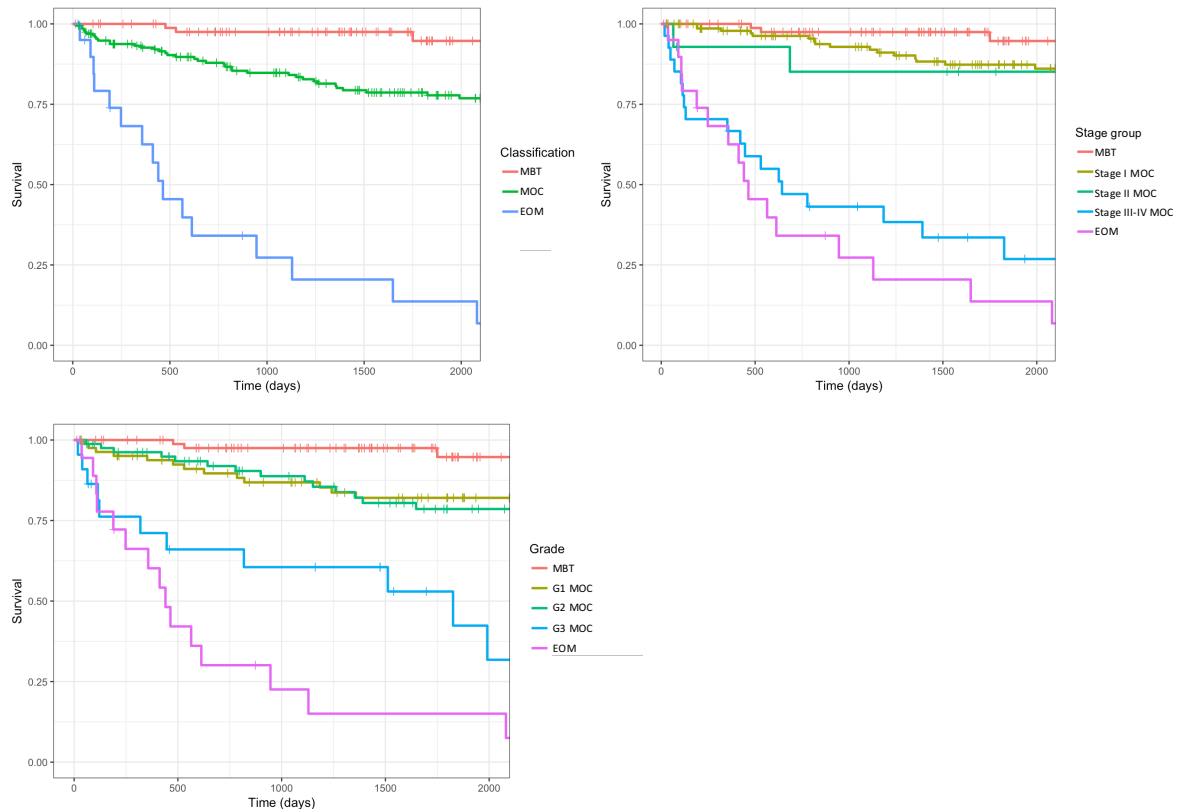 1.00
0.75
0.50
0.25
0.00
Survival
0
500
1000
1500
2000
Time (days)
Classification
MBT
MOC
EOM
1.00
0.75
0.50
0.25
0.00
Survival
0
500
1000
1500
2000
Time (days)
Stage group
MBT
Stage I MOC
Stage II MOC
Stage III-IV MOC
EOM
1.00
0.75
0.50
0.25
0.00
Survival
0
500
1000
1500
2000
Time (days)
Grade
MBT
G1 MOC
G2 MOC
G3 MOC
EOM